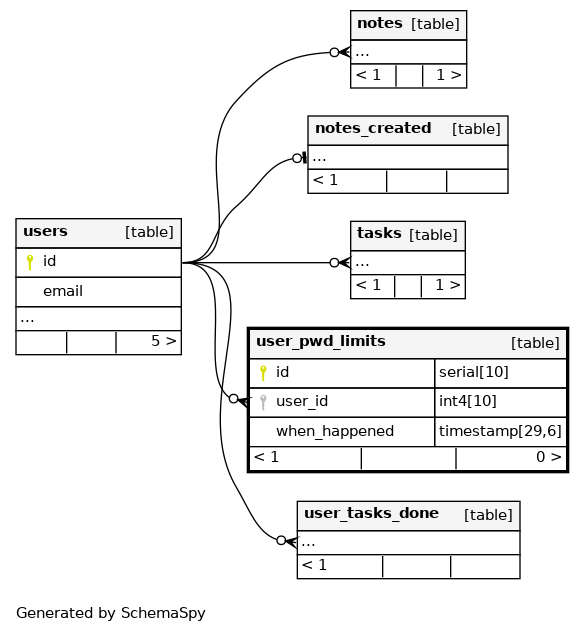 notes [table]
...
< 1 1 >
notes_created [table]
...
< 1
users [table]
id
email
...
5 >
tasks [table]
...
< 1 1 >
user_pwd_limits [table]
id serial[10]
user_id int4[10]
when_happened timestamp[29,6]
< 1 0 >
user_tasks_done [table]
...
< 1
Generated by SchemaSpy